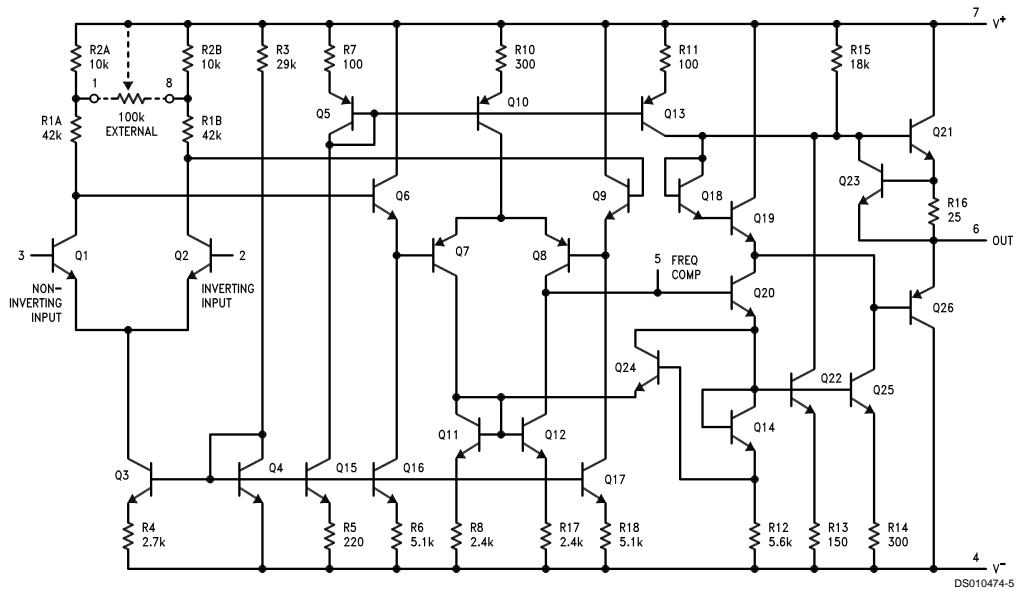 7 V+
R2A
10k
R2B
10k
R3
29k
R7
100
R10
300
R11
100
R15
18k
1
8
100k
EXTERNAL
R1A
42k
R1B
42k
Q5
Q10
Q13
Q21
Q6
Q9
Q18
Q23
Q19
R16
25
3
Q1
Q2
2
Q7
Q8
6
OUT
NON-
INVERTING
INPUT
INVERTING
INPUT
5
FREQ
COMP
Q20
Q26
Q24
Q22
Q25
Q11
Q12
Q14
Q3
Q4
Q15
Q16
Q17
R4
2.7k
R5
220
R6
5.1k
R8
2.4k
R17
2.4k
R18
5.1k
R12
5.6k
R13
150
R14
300
4 V-
DS010474-5